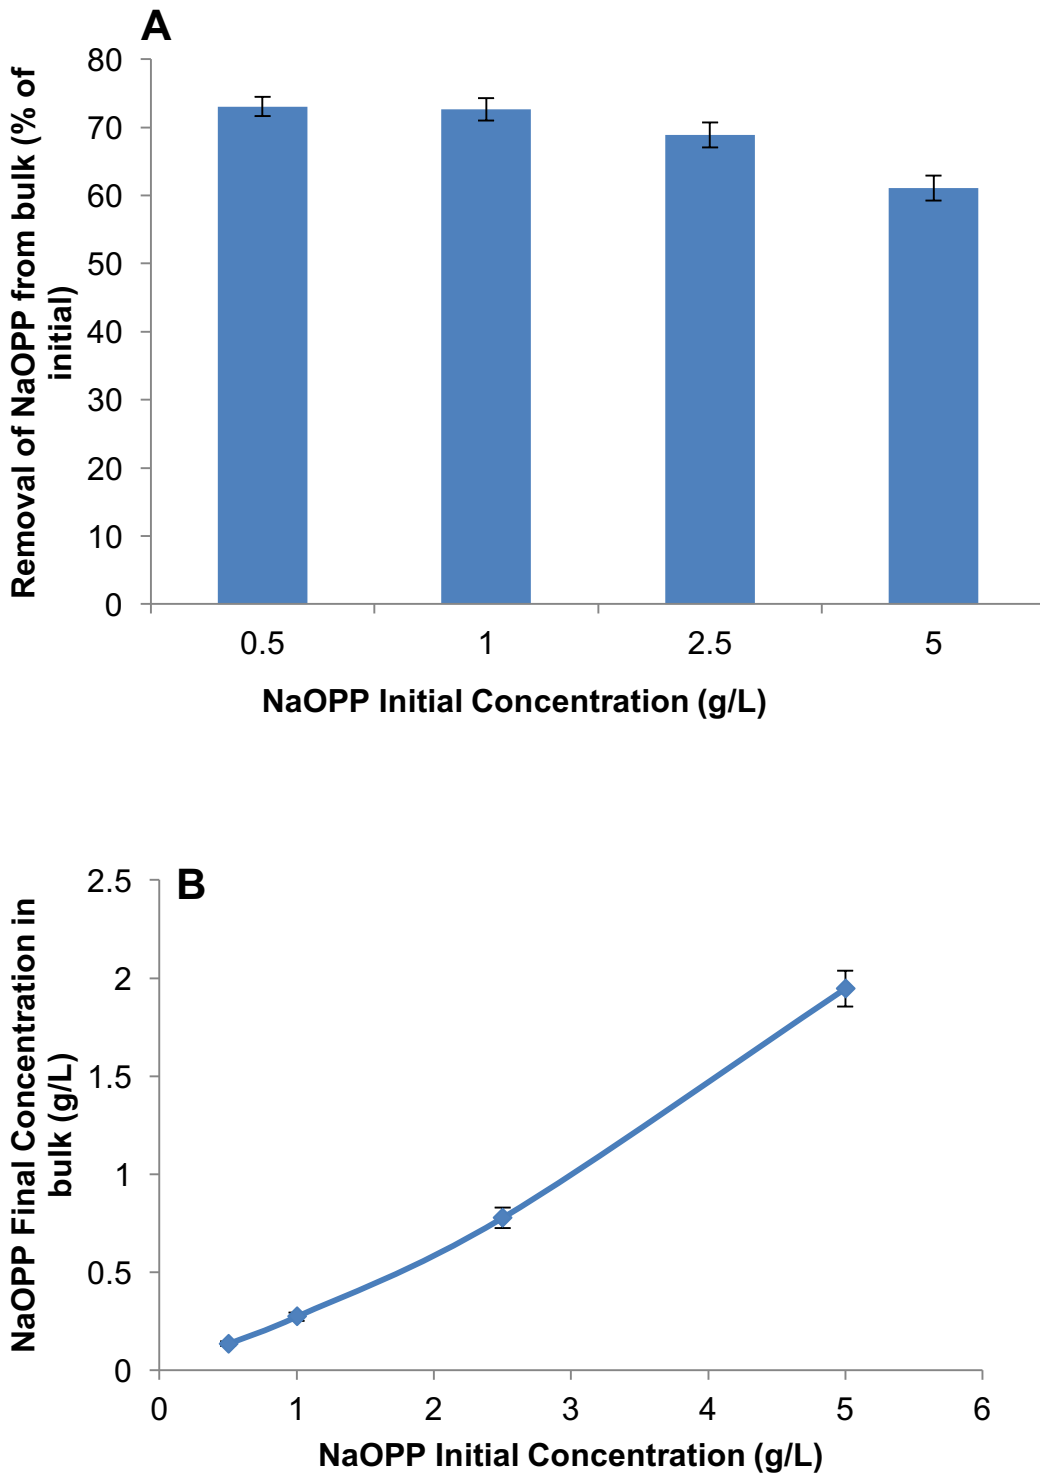 A
Removal of NaOPP from bulk (% of
initial)
80
70
60
50
40
30
20
10
0
0.5 1 2.5 5
NaOPP Initial Concentration (g/L)
B
NaOPP Final Concentration in
bulk (g/L)
2.5
2
1.5
1
0.5
0
0 1 2 3 4 5 6
NaOPP Initial Concentration (g/L)